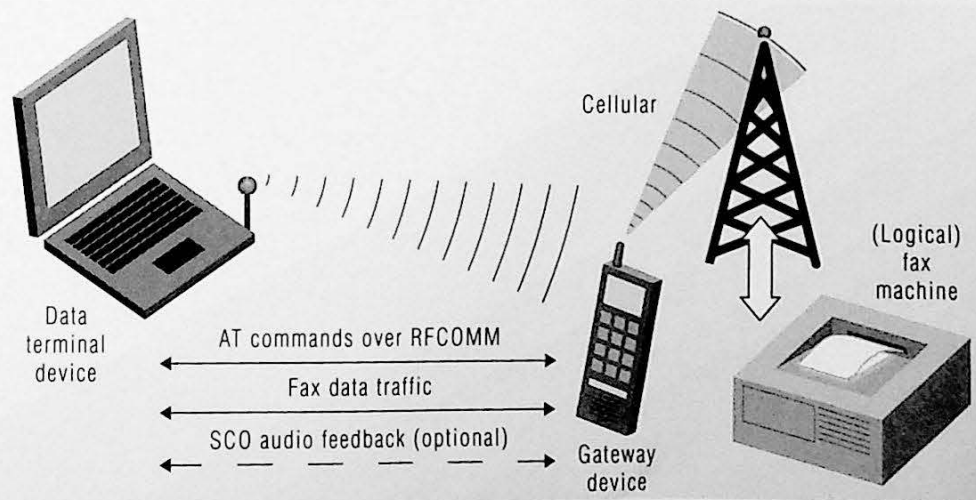 Cellular
(Logical)
fax
machine
Data
terminal
device
AT commands over RFCOMM
Fax data traffic
SCO audio feedback (optional)
Gateway
device